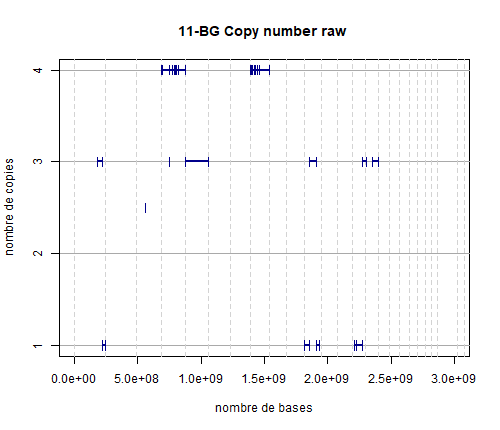 11-BG Copy number raw
nombre de copies
4
3
2
1
0.0e+00 5.0e+08 1.0e+09 1.5e+09 2.0e+09 2.5e+09 3.0e+09
nombre de bases